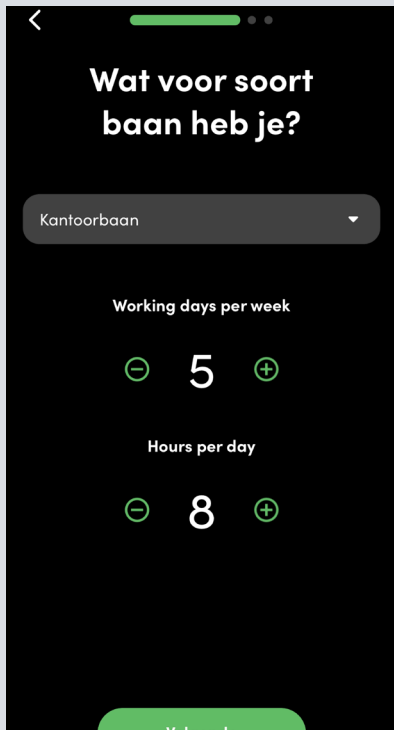 Wat voor soort
baan heb je?
Kantoorbaan
Working days per week
5
Hours per day
8